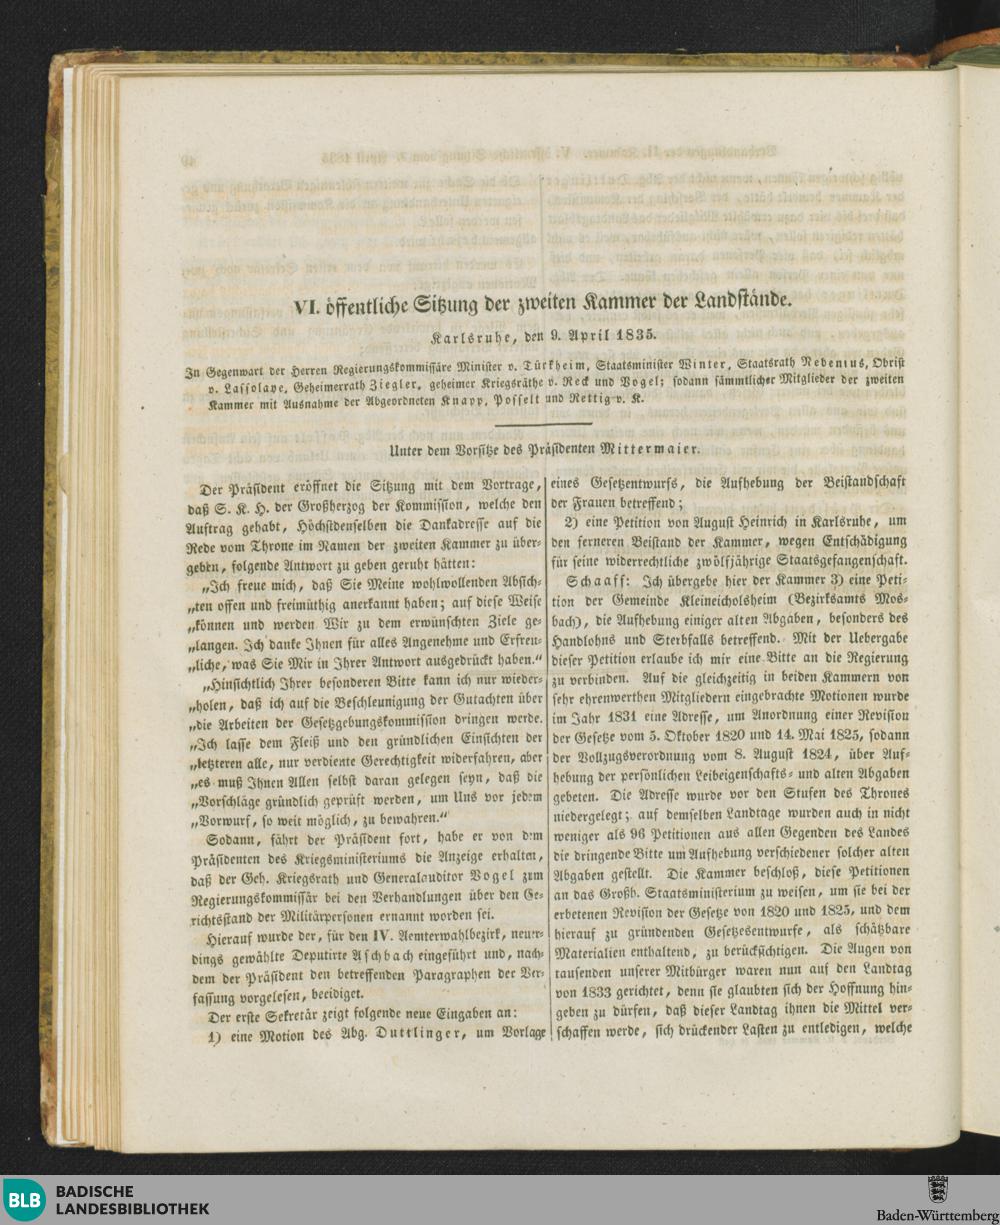 VI. öffentliche Sitzung der zweiten Kammer der Landstände.
Karlsruhe, den 9. April 1835.
In Gegenwart der Herren Regierungskommissäre Minister v. Türkheim, Staatsminister Winter, Staatsrath Nebenius, Obrist
v. Lassolaye, Geheimerrath Ziegler, geheimer Kriegsräthe v. Reck und Vogel; sodann sämmtlicher Mitglieder der zweiten
Kammer mit Ausnahme der Abgeordneten Knapp, Posselt und Rettig v. K.
Unter dem Vorsitze des Präsidenten Mittermaier.
Der Präsident eröffnet die Sitzung mit dem Vortrage,
daß S. K. H. der Großherzog der Kommission, welche den
Auftrag gehabt, Höchstdenselben die Dankadresse auf die
Rede vom Throne im Namen der zweiten Kammer zu über-
geben, folgende Antwort zu geben geruht hätten:
„Ich freue mich, daß Sie Meine wohlwollenden Absich-
„ten offen und freimüthig anerkannt haben; auf diese Weise
„können und werden Wir zu dem erwünschten Ziele ge-
„langen. Ich danke Ihnen für alles Angenehme und Erfreu-
„liche, was Sie Mir in Ihrer Antwort ausgedrückt haben.“
„Hinsichtlich Ihrer besonderen Bitte kann ich nur wieder-
„holen, daß ich auf die Beschleunigung der Gutachten über
„die Arbeiten der Gesetzgebungskommission dringen werde.
„Ich lasse dem Fleiß und den gründlichen Einsichten der
„letzteren alle, nur verdiente Gerechtigkeit widerfahren, aber
„es muß Ihnen Allen selbst daran gelegen seyn, daß die
„Vorschläge gründlich geprüft werden, um Uns vor jedem
„Vorwurf, so weit möglich, zu bewahren.“
Sodann, fährt der Präsident fort, habe er von dem
Präsidenten des Kriegsministeriums die Anzeige erhalten,
daß der Geh. Kriegsrath und Generalauditor Vogel zum
Regierungskommissär bei den Verhandlungen über den Ge-
richtsstand der Militärpersonen ernannt worden sei.
Hierauf wurde der, für den IV. Aemterwahlbezirk, neuer-
dings gewählte Deputirte Aschbach eingeführt und, nach-
dem der Präsident den betreffenden Paragraphen der Ver-
fassung vorgelesen, beeidiget.
Der erste Sekretär zeigt folgende neue Eingaben an:
1) eine Motion des Abg. Duttlinger, um Vorlage
eines Gesetzentwurfs, die Aufhebung der Beistandschaft
der Frauen betreffend;
2) eine Petition von August Heinrich in Karlsruhe, um
den ferneren Beistand der Kammer, wegen Entschädigung
für seine widerrechtliche zwölfjährige Staatsgefangenschaft.
Schaaff: Ich übergebe hier der Kammer 3) eine Peti-
tion der Gemeinde Kleineicholsheim (Bezirksamts Mos-
bach), die Aufhebung einiger alten Abgaben, besonders des
Handlohns und Sterbfalls betreffend. Mit der Uebergabe
dieser Petition erlaube ich mir eine Bitte an die Regierung
zu verbinden. Auf die gleichzeitig in beiden Kammern von
sehr ehrenwerthen Mitgliedern eingebrachte Motionen wurde
im Jahr 1831 eine Adresse, um Anordnung einer Revision
der Gesetze vom 5. Oktober 1820 und 14. Mai 1825, sodann
der Vollzugsverordnung vom 8. August 1824, über Auf-
hebung der persönlichen Leibeigenschafts- und alten Abgaben
gebeten. Die Adresse wurde vor den Stufen des Thrones
niedergelegt; auf demselben Landtage wurden auch in nicht
weniger als 96 Petitionen aus allen Gegenden des Landes
die dringende Bitte um Aufhebung verschiedener solcher alten
Abgaben gestellt. Die Kammer beschloß, diese Petitionen
an das Großh. Staatsministerium zu weisen, um sie bei der
erbetenen Revision der Gesetze von 1820 und 1825, und dem
hierauf zu gründenden Gesetzesentwurfe, als schätzbare
Materialien enthaltend, zu berücksichtigen. Die Augen von
tausenden unserer Mitbürger waren nun auf den Landtag
von 1833 gerichtet, denn sie glaubten sich der Hoffnung hin-
geben zu dürfen, daß dieser Landtag ihnen die Mittel ver-
schaffen werde, sich drückender Lasten zu entledigen, welche
BLB BADISCHE
LANDESBIBLIOTHEK
Baden-Württemberg